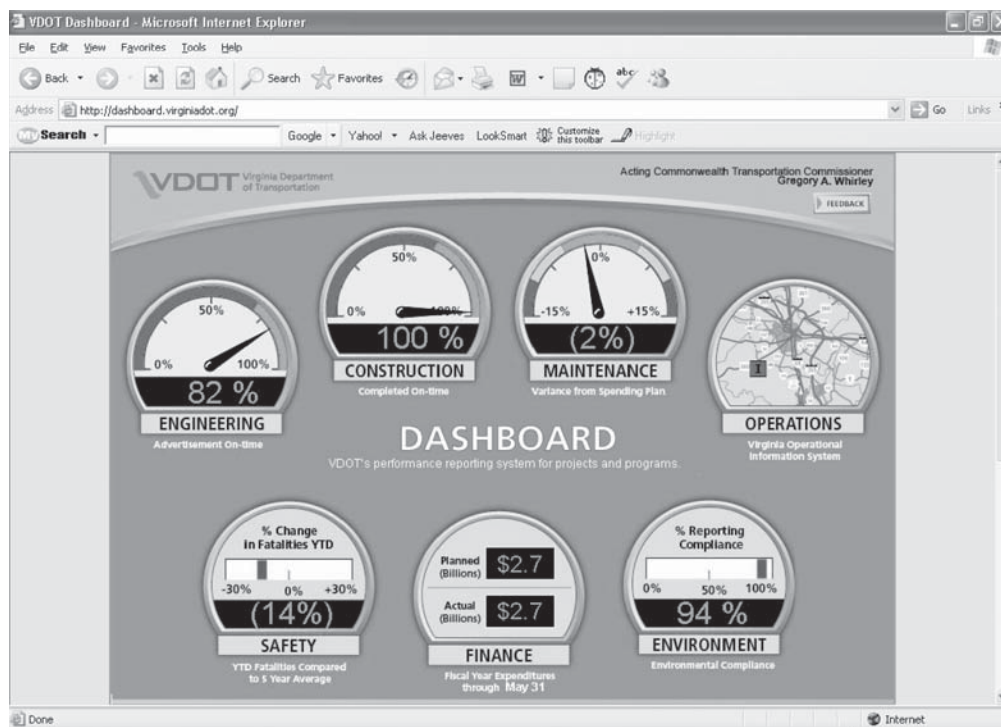 VDOT Dashboard - Microsoft Internet Explorer
File Edit View Favorites Tools Help
Back Search Favorites
Address http://dashboard.virginiadot.org/ Go Links
My Search Google Yahoo! Ask Jeeves LookSmart Customize this toolbar Highlight
VDOT Virginia Department
of Transportation
Acting Commonwealth Transportation Commissioner
Gregory A. Whirley
FEEDBACK
50%
0% 100%
82 %
ENGINEERING
Advertisement On-time
50%
0% 100%
100 %
CONSTRUCTION
Completed On-time
0%
-15% +15%
(2%)
MAINTENANCE
Variance from Spending Plan
I
OPERATIONS
Virginia Operational
Information System
DASHBOARD
VDOT's performance reporting system for projects and programs.
% Change
in Fatalities YTD
-30% 0% +30%
(14%)
SAFETY
YTD Fatalities Compared
to 5 Year Average
Planned
(Billions) $2.7
Actual
(Billions) $2.7
FINANCE
Fiscal Year Expenditures
through May 31
% Reporting
Compliance
0% 50% 100%
94 %
ENVIRONMENT
Environmental Compliance
Done Internet